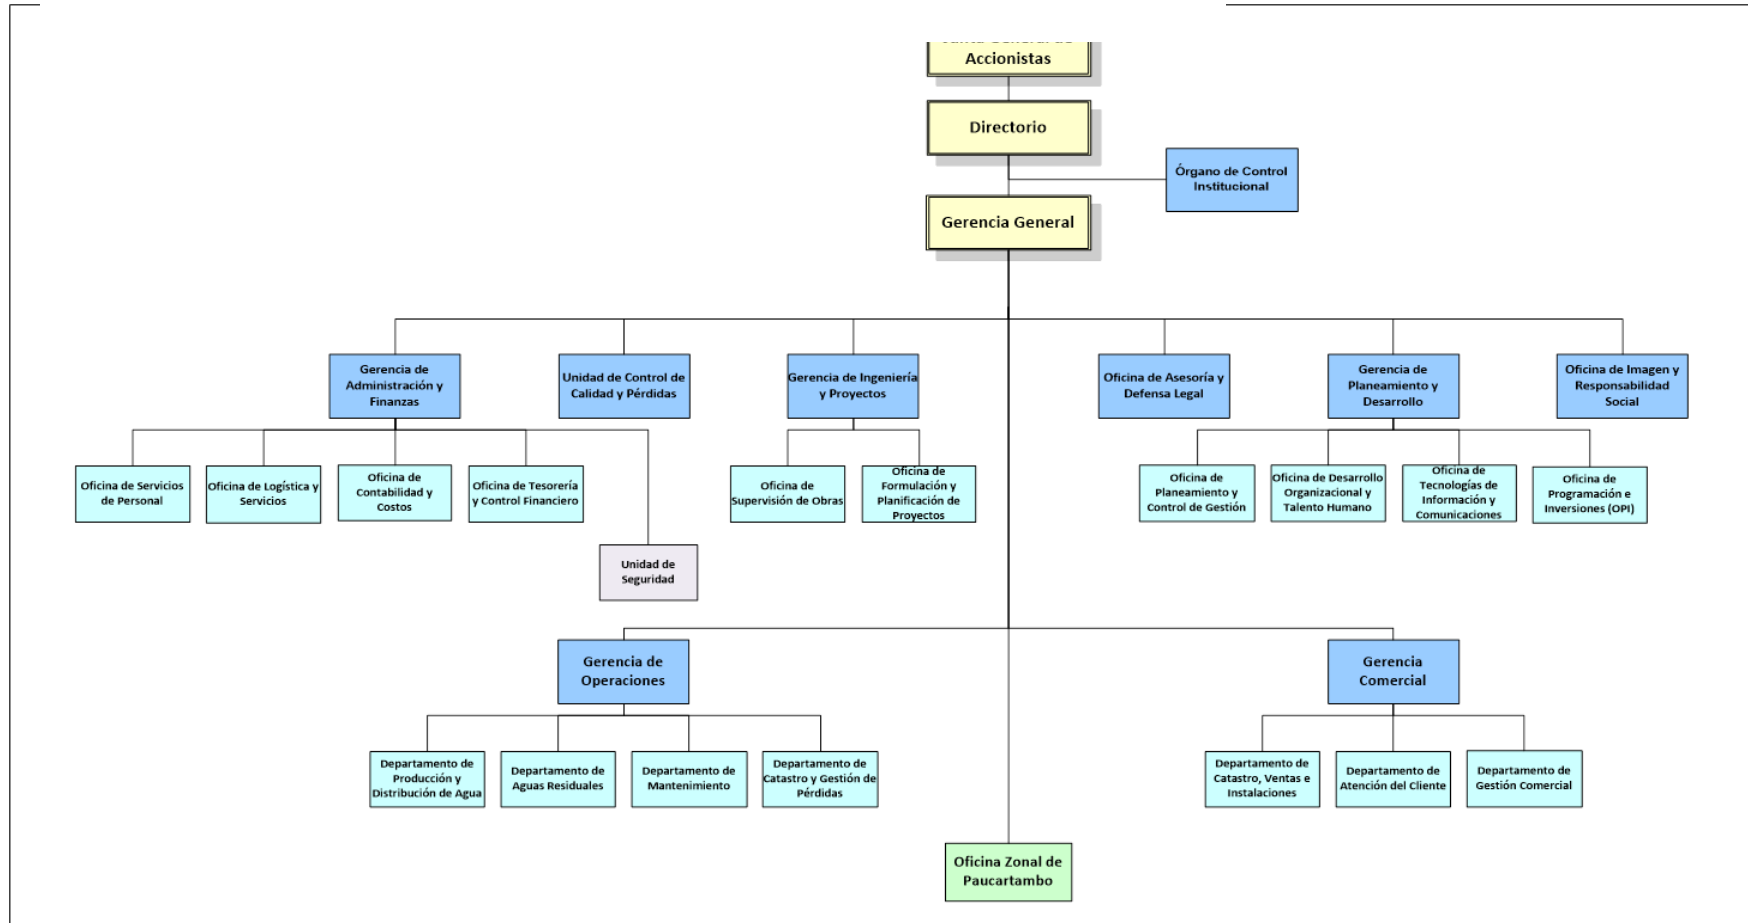 Accionistas
Directorio
Órgano de Control
Institucional
Gerencia General
Gerencia de
Administración y
Finanzas
Unidad de Control de
Calidad y Pérdidas
Gerencia de Ingeniería
y Proyectos
Oficina de Asesoría y
Defensa Legal
Gerencia de
Planeamiento y
Desarrollo
Oficina de Imagen y
Responsabilidad
Social
Oficina de Servicios
de Personal
Oficina de Logística y
Servicios
Oficina de
Contabilidad y
Costos
Oficina de Tesorería
y Control Financiero
Oficina de
Supervisión de Obras
Oficina de
Formulación y
Planificación de
Proyectos
Oficina de
Planeamiento y
Control de Gestión
Oficina de Desarrollo
Organizacional y
Talento Humano
Oficina de
Tecnologías de
Información y
Comunicaciones
Oficina de
Programación e
Inversiones (OPI)
Unidad de
Seguridad
Gerencia de
Operaciones
Gerencia
Comercial
Departamento de
Producción y
Distribución de Agua
Departamento de
Aguas Residuales
Departamento de
Mantenimiento
Departamento de
Catastro y Gestión de
Pérdidas
Departamento de
Catastro, Ventas e
Instalaciones
Departamento de
Atención del Cliente
Departamento de
Gestión Comercial
Oficina Zonal de
Paucartambo